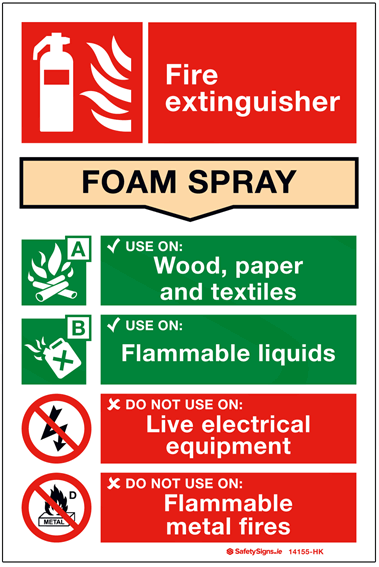 Fire
extinguisher
FOAM SPRAY
A
✓ USE ON:
Wood, paper
and textiles
B
✓ USE ON:
Flammable liquids
✘ DO NOT USE ON:
Live electrical
equipment
D
METAL
✘ DO NOT USE ON:
Flammable
metal fires
SafetySigns.ie 14155-HK